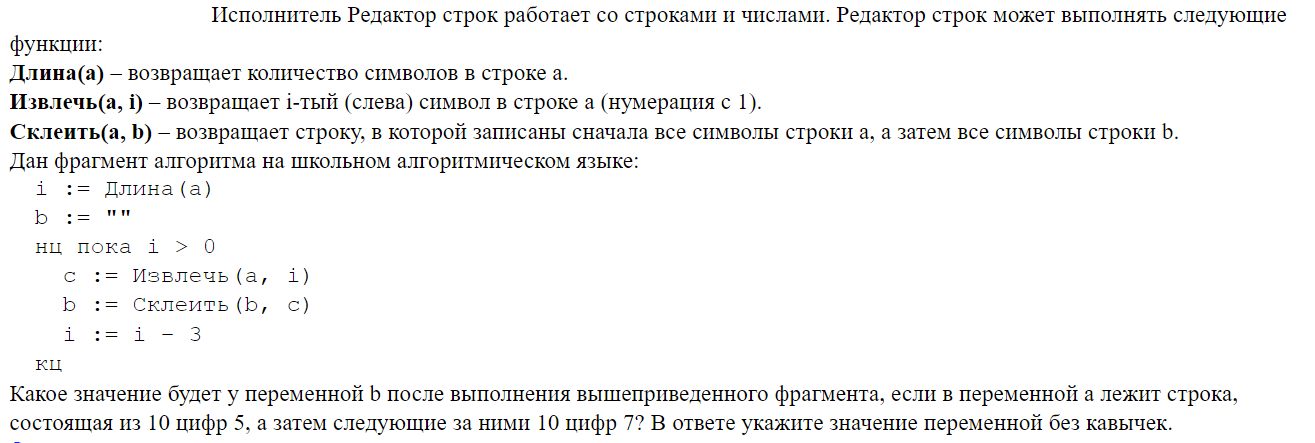 Исполнитель Редактор строк работает со строками и числами. Редактор строк может выполнять следующие
функции:
Длина(a) – возвращает количество символов в строке a.
Извлечь(a, i) – возвращает i-тый (слева) символ в строке a (нумерация с 1).
Склеить(a, b) – возвращает строку, в которой записаны сначала все символы строки a, а затем все символы строки b.
Дан фрагмент алгоритма на школьном алгоритмическом языке:
i := Длина(a)
b := ""
нц пока i > 0
c := Извлечь(a, i)
b := Склеить(b, c)
i := i – 3
кц
Какое значение будет у переменной b после выполнения вышеприведенного фрагмента, если в переменной a лежит строка,
состоящая из 10 цифр 5, а затем следующие за ними 10 цифр 7? В ответе укажите значение переменной без кавычек.